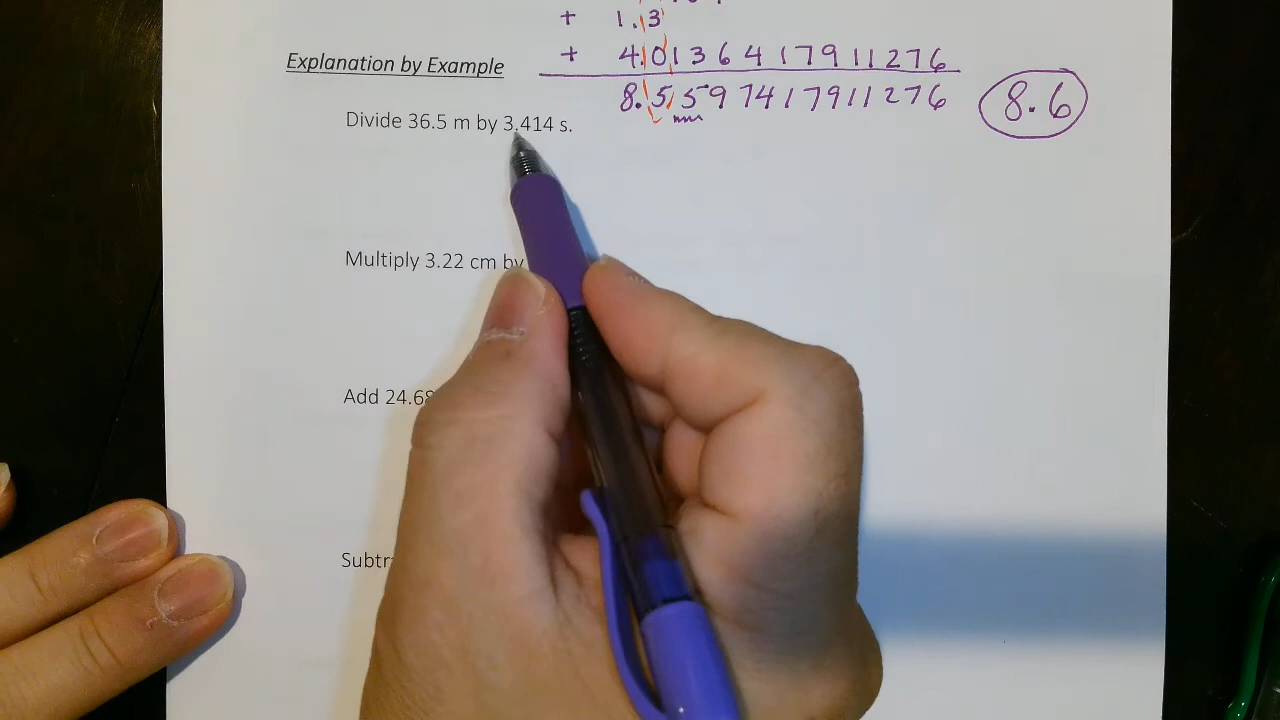 + 1.3
+ 4.0136417911276
Explanation by Example
8.5597417911276
8.6
Divide 36.5 m by 3.414 s.
Multiply 3.22 cm by
Add 24.68
Subtr